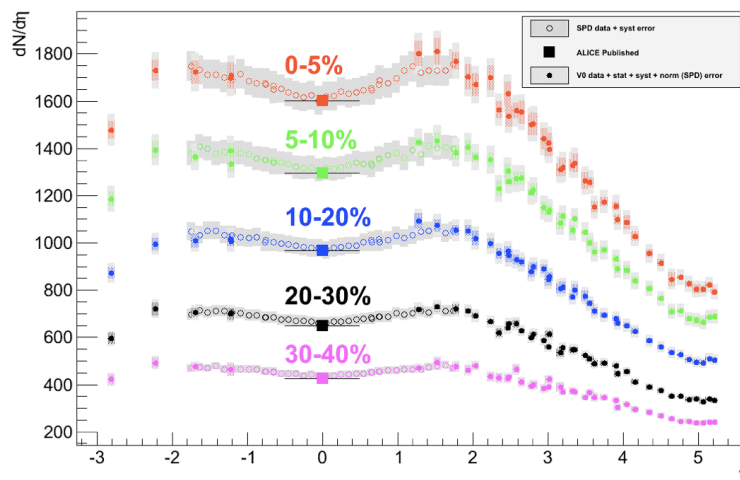 dN/dη
SPD data + syst error
ALICE Published
V0 data + stat + syst + norm (SPD) error
1800
1600
1400
1200
1000
800
600
400
200
0-5%
5-10%
10-20%
20-30%
30-40%
-3 -2 -1 0 1 2 3 4 5